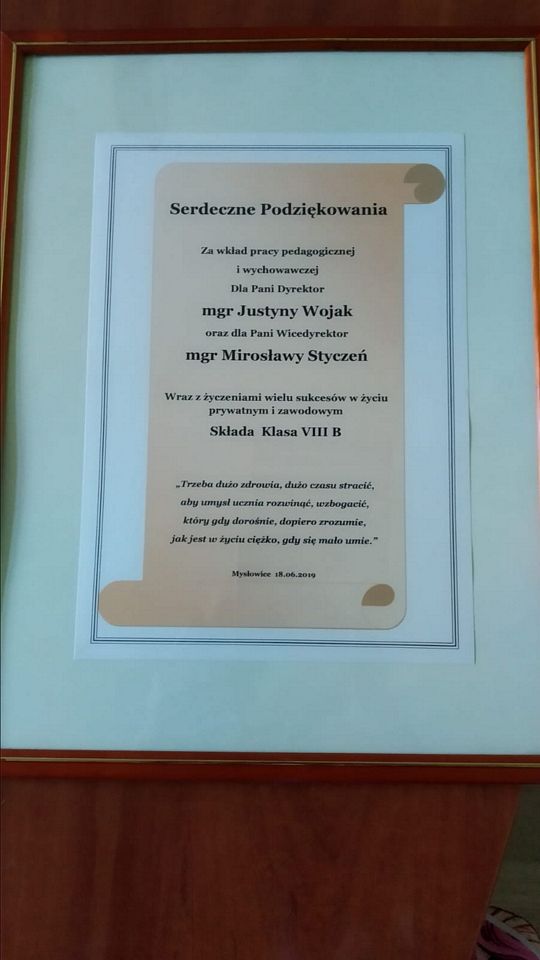 Serdeczne Podziękowania
Za wkład pracy pedagogicznej
i wychowawczej
Dla Pani Dyrektor
mgr Justyny Wojak
oraz dla Pani Wicedyrektor
mgr Mirosławy Styczeń
Wraz z życzeniami wielu sukcesów w życiu
prywatnym i zawodowym
Składa Klasa VIII B
„Trzeba dużo zdrowia, dużo czasu stracić,
aby umysł ucznia rozwinąć, wzbogacić,
który gdy dorośnie, dopiero zrozumie,
jak jest w życiu ciężko, gdy się mało umie.”
Mysłowice 18.06.2019